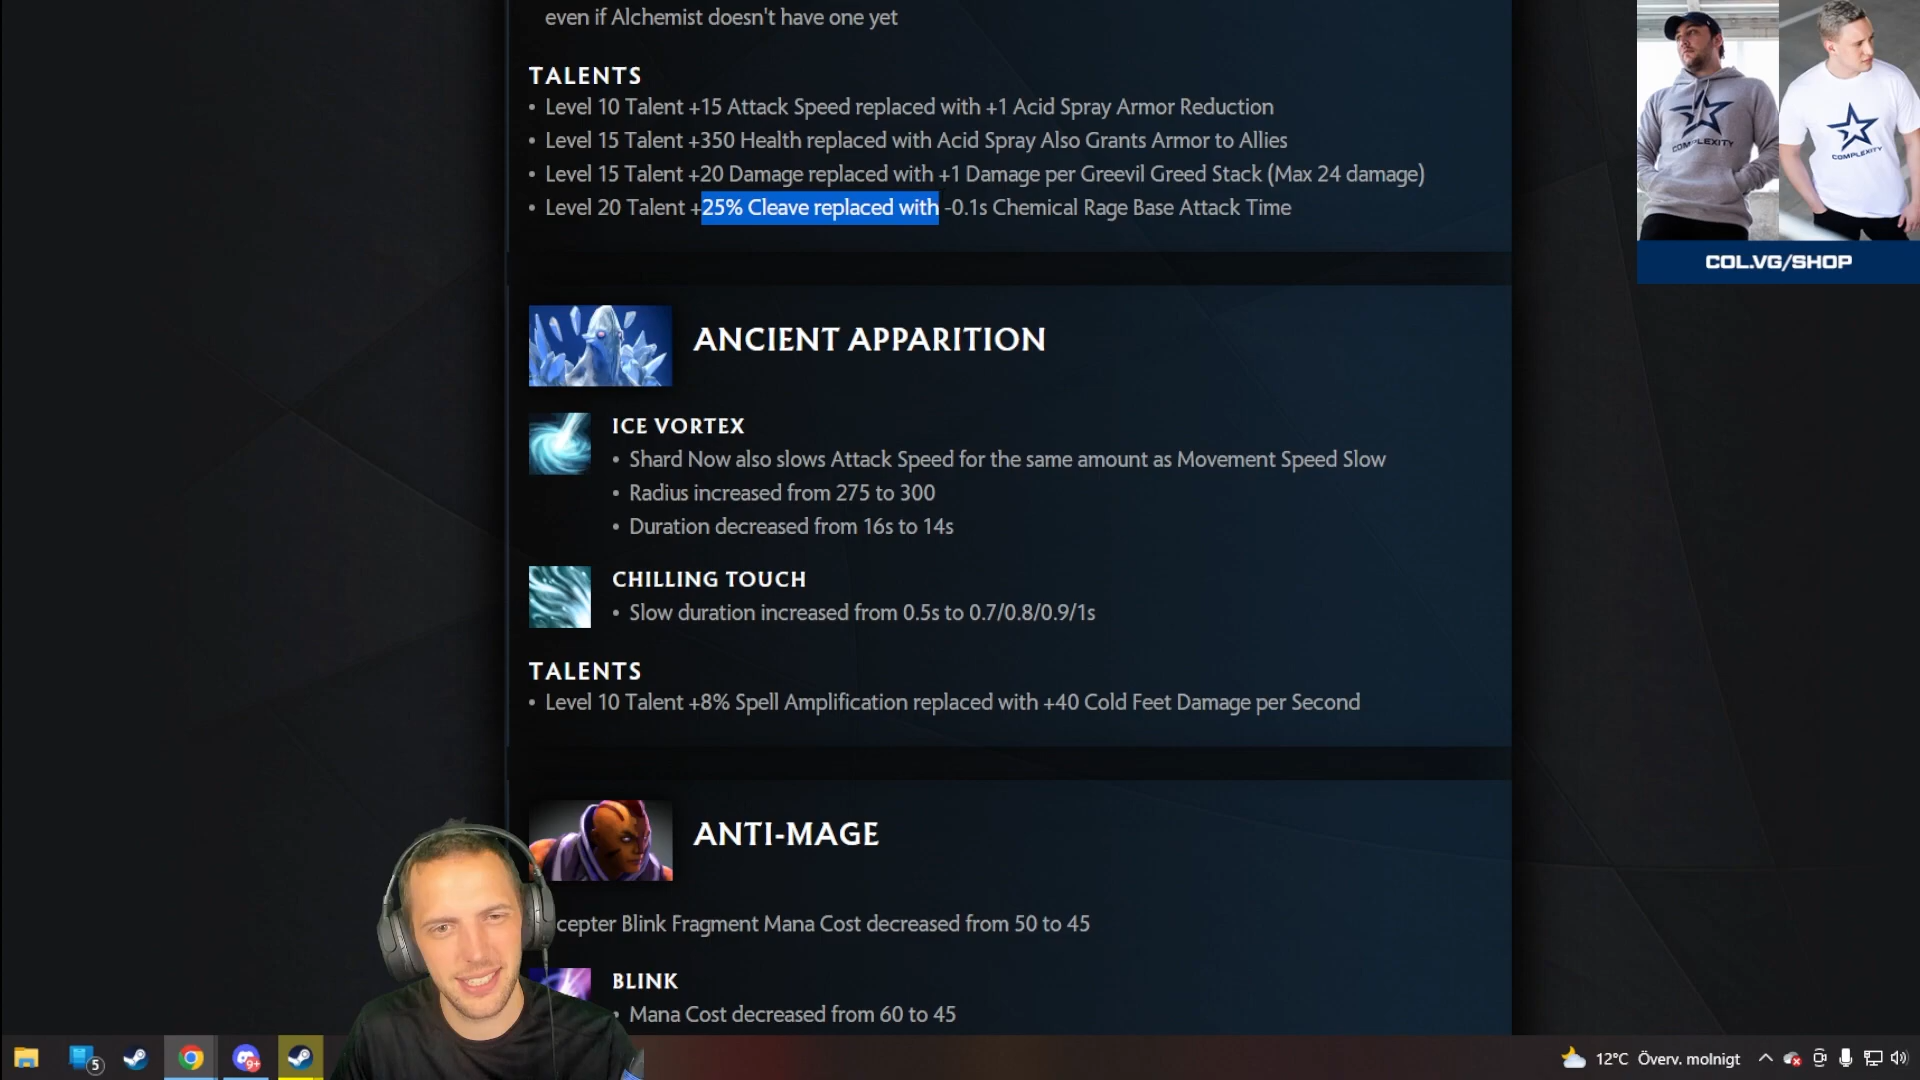 even if Alchemist doesn't have one yet
TALENTS
• Level 10 Talent +15 Attack Speed replaced with +1 Acid Spray Armor Reduction
• Level 15 Talent +350 Health replaced with Acid Spray Also Grants Armor to Allies
• Level 15 Talent +20 Damage replaced with +1 Damage per Greevil Greed Stack (Max 24 damage)
• Level 20 Talent +25% Cleave replaced with -0.1s Chemical Rage Base Attack Time
COMPLEXITY
COMPLEXITY
COL.VG/SHOP
ANCIENT APPARITION
ICE VORTEX
• Shard Now also slows Attack Speed for the same amount as Movement Speed Slow
• Radius increased from 275 to 300
• Duration decreased from 16s to 14s
CHILLING TOUCH
• Slow duration increased from 0.5s to 0.7/0.8/0.9/1s
TALENTS
• Level 10 Talent +8% Spell Amplification replaced with +40 Cold Feet Damage per Second
ANTI-MAGE
cepter Blink Fragment Mana Cost decreased from 50 to 45
BLINK
• Mana Cost decreased from 60 to 45
5
9+
12°C Överv. molnigt